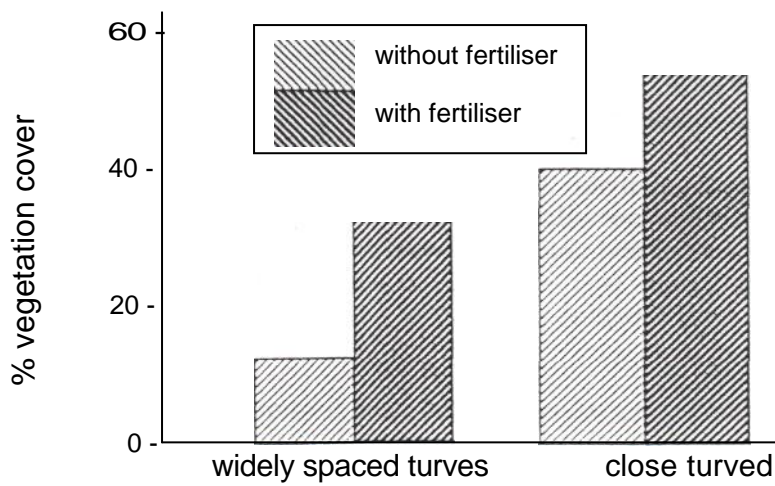 60 -
without fertiliser
with fertiliser
40 -
20 -
0 -
% vegetation cover
widely spaced turves
close turved